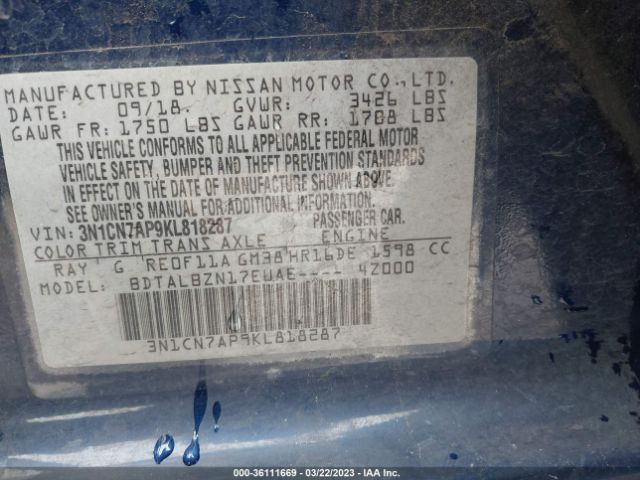 MANUFACTURED BY NISSAN MOTOR CO.,LTD.
DATE: 09/18 GVWR: 3426 LBS
GAWR FR: 1750 LBS GAWR RR: 1708 LBS
THIS VEHICLE CONFORMS TO ALL APPLICABLE FEDERAL MOTOR
VEHICLE SAFETY, BUMPER AND THEFT PREVENTION STANDARDS
IN EFFECT ON THE DATE OF MANUFACTURE SHOWN ABOVE.
SEE OWNER'S MANUAL FOR ADDITIONAL INFORMATION.
VIN: 3N1CN7AP9KL818287 PASSENGER CAR.
COLOR TRIM TRANS AXLE ENGINE
RAY G RE0F11A GM38 HR16DE 1598 CC
MODEL: BDTALBZN17EUAE---- 42000
3N1CN7AP9KL818287
000-36111669 - 03/22/2023 - IAA Inc.